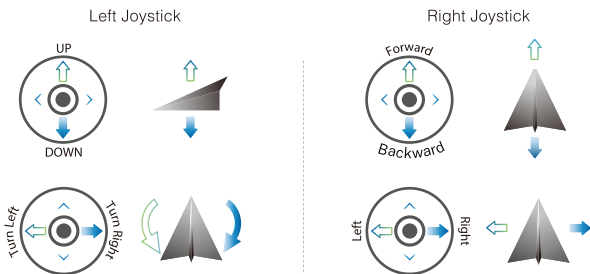 Left Joystick
Right Joystick
UP
DOWN
Forward
Backward
Turn Left
Turn Right
Left
Right